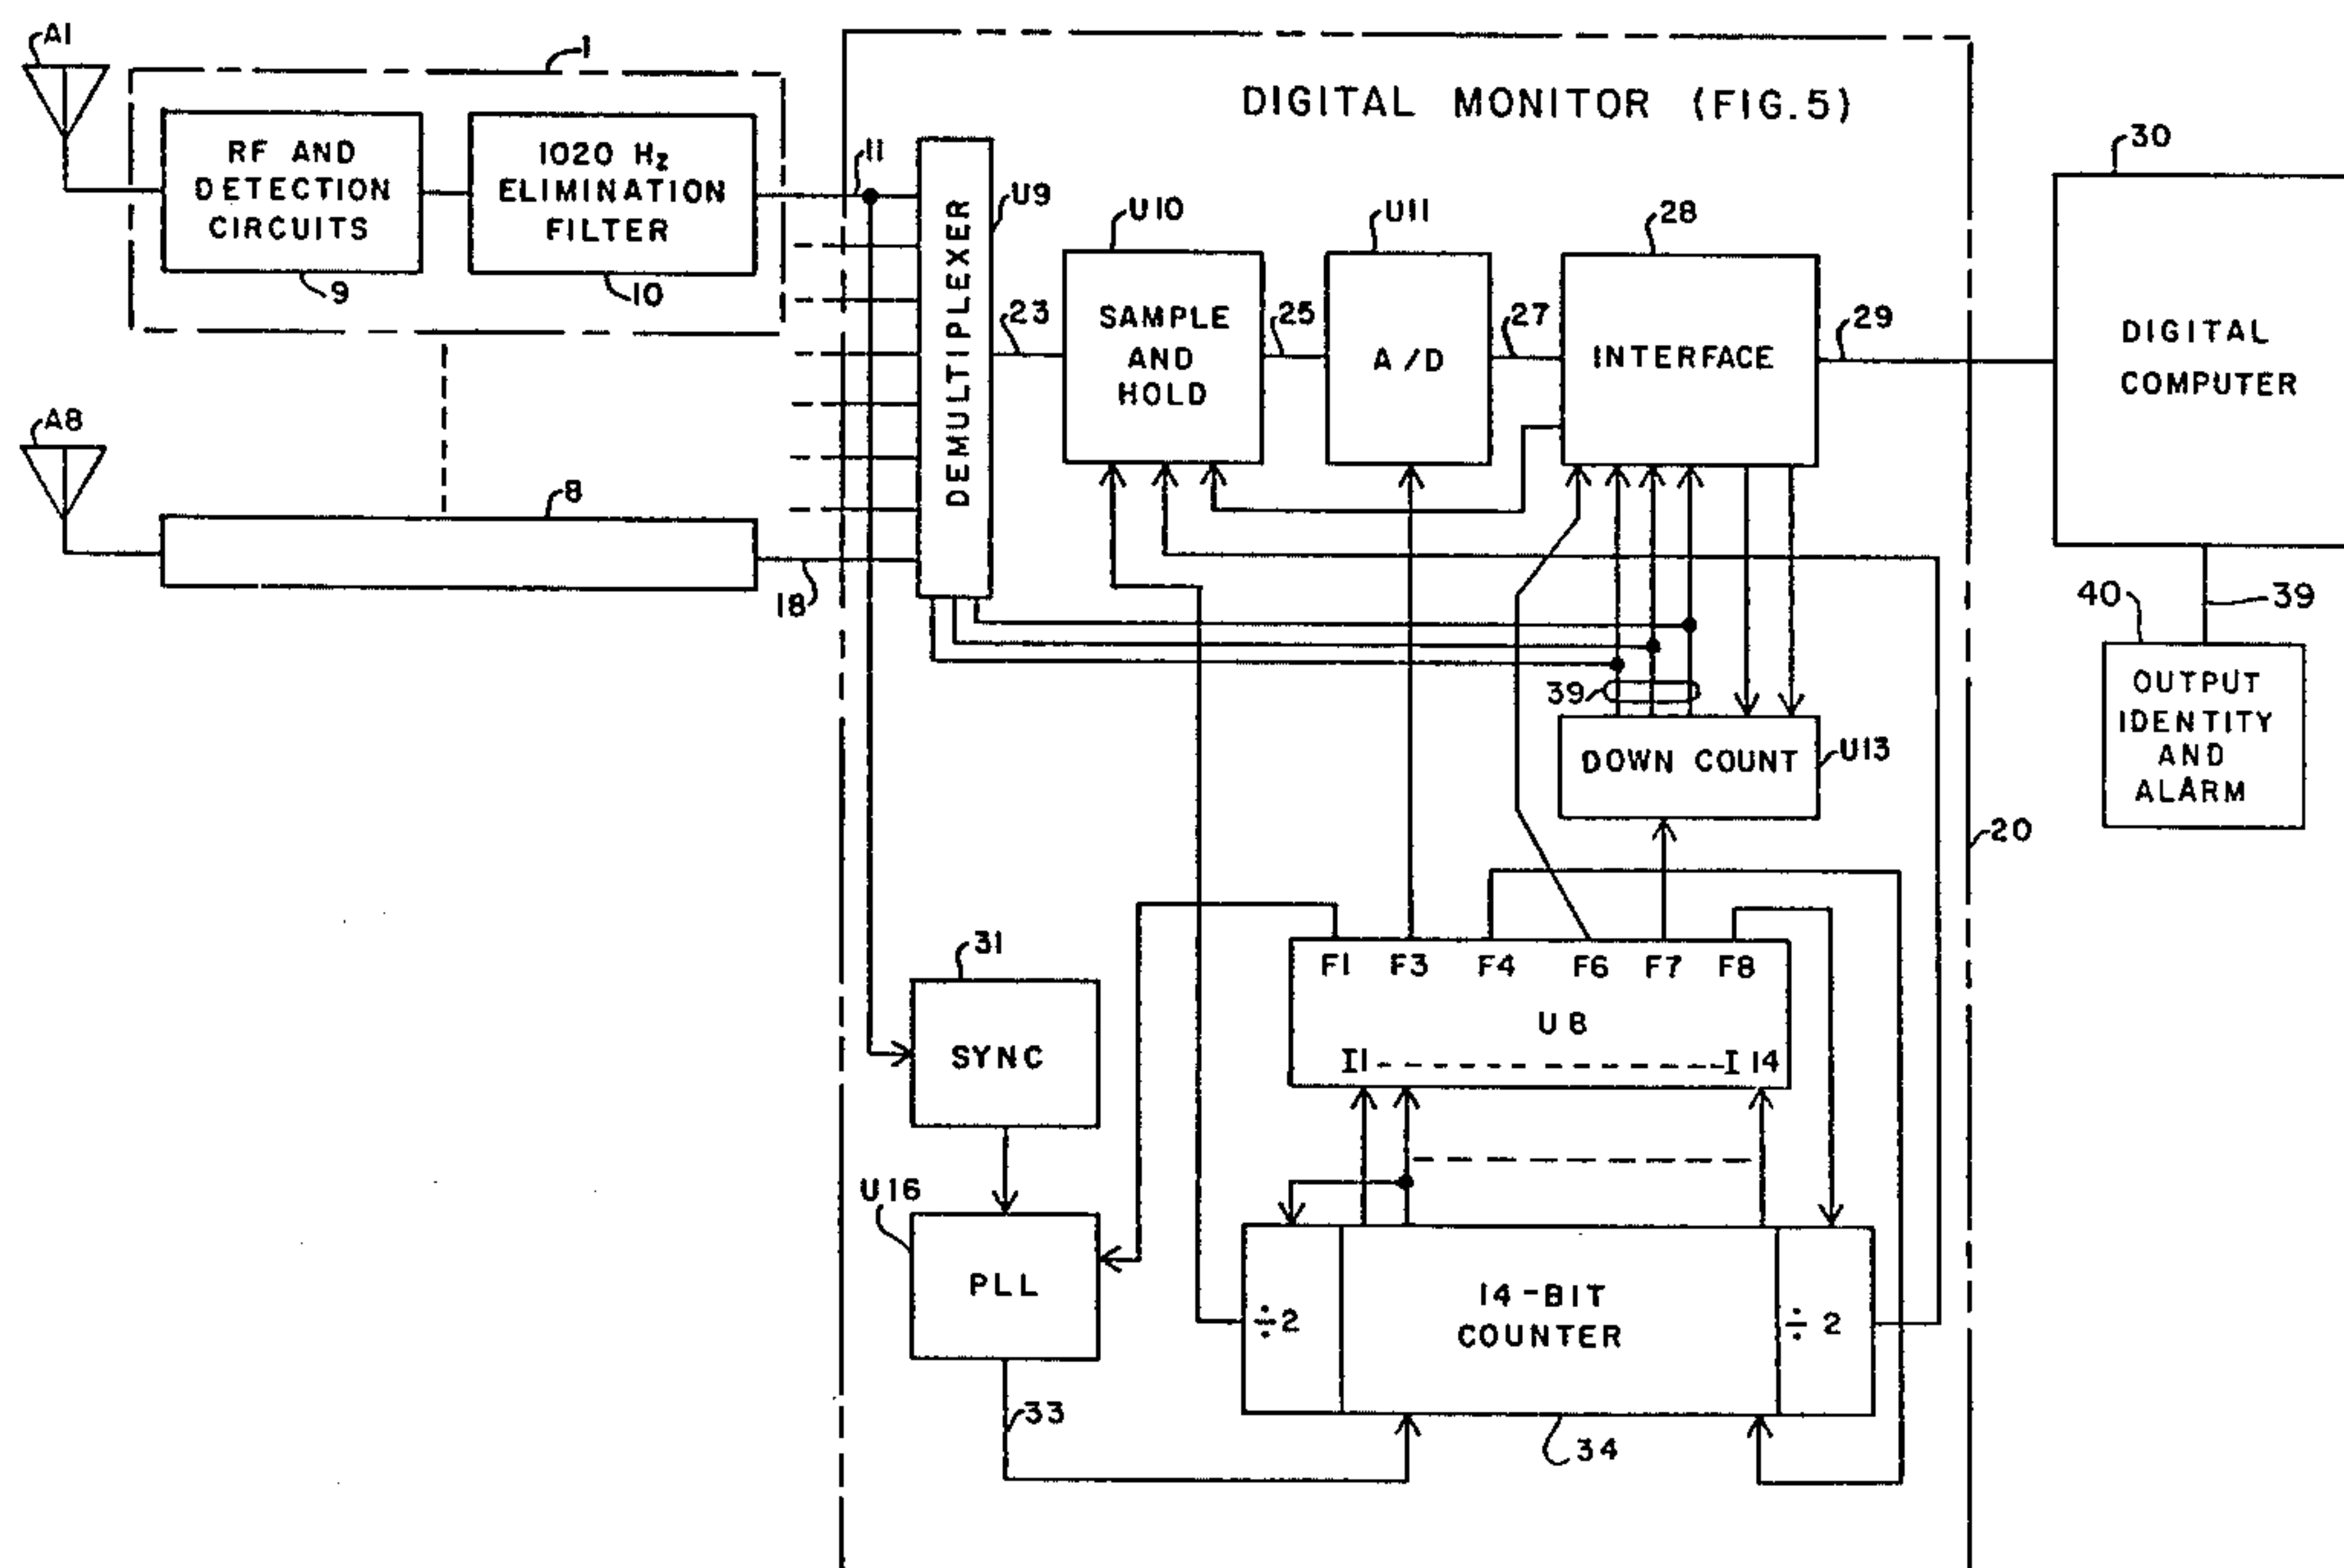 A1
1
DIGITAL MONITOR (FIG.5)
RF AND
DETECTION
CIRCUITS
9
1020 Hz
ELIMINATION
FILTER
10
11
DEMULTIPLEXER
U9
23
U10
SAMPLE
AND
HOLD
25
U11
A/D
27
28
INTERFACE
29
30
DIGITAL
COMPUTER
A8
8
18
39
DOWN COUNT
U13
40
39
OUTPUT
IDENTITY
AND
ALARM
20
31
SYNC
F1 F3 F4 F6 F7 F8
U8
I1 I14
U16
PLL
33
÷2
14-BIT
COUNTER
÷ 2
34